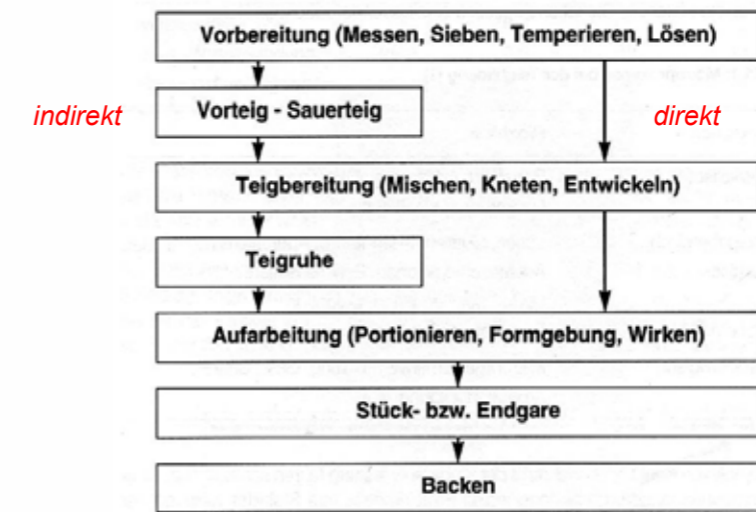 Vorbereitung (Messen, Sieben, Temperieren, Lösen)
indirekt
Vorteig - Sauerteig
direkt
Teigbereitung (Mischen, Kneten, Entwickeln)
Teigruhe
Aufarbeitung (Portionieren, Formgebung, Wirken)
Stück- bzw. Endgare
Backen